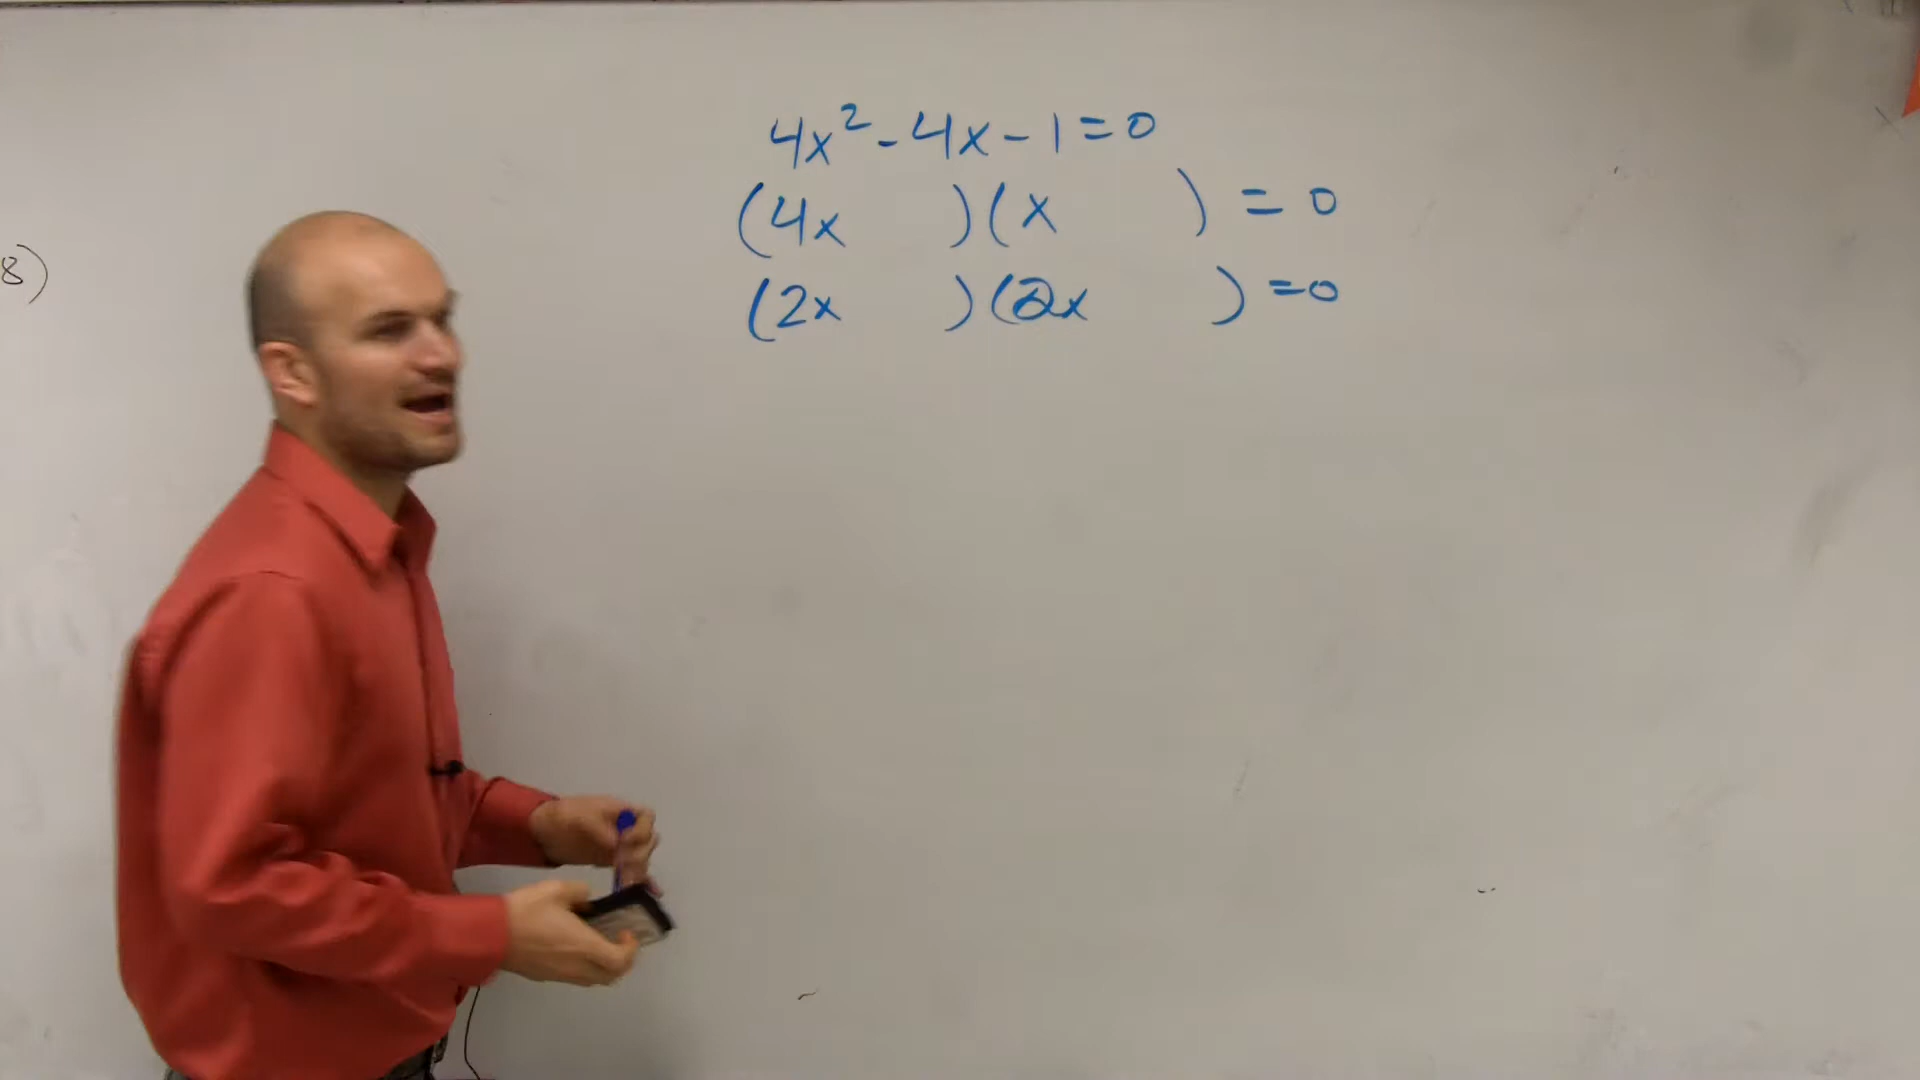 4x² - 4x - 1 = 0
(4x )(x ) = 0
(2x )(2x ) = 0
8)